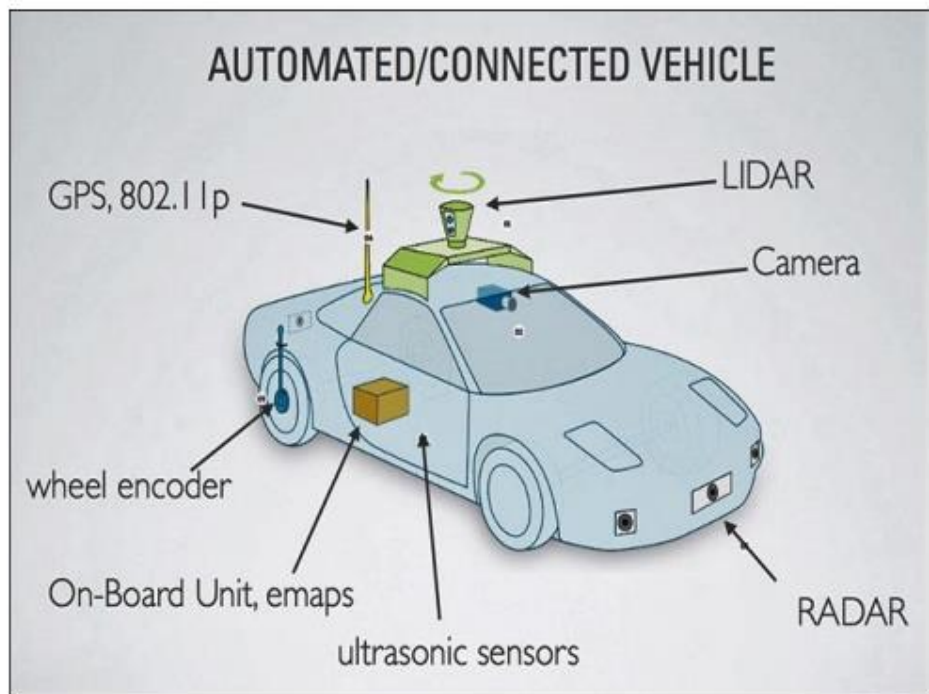 AUTOMATED/CONNECTED VEHICLE
GPS, 802.11p
LIDAR
Camera
wheel encoder
On-Board Unit, emaps
ultrasonic sensors
RADAR